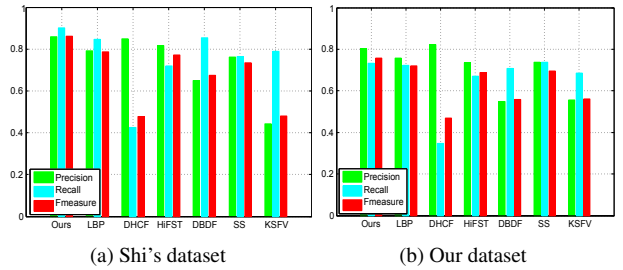 1
0.8
0.6
0.4
0.2
0
Precision
Recall
Fmeasure
Ours LBP DHCF HiFST DBDF SS KSFV
(a) Shi's dataset
1
0.8
0.6
0.4
0.2
0
Precision
Recall
Fmeasure
Ours LBP DHCF HiFST DBDF SS KSFV
(b) Our dataset